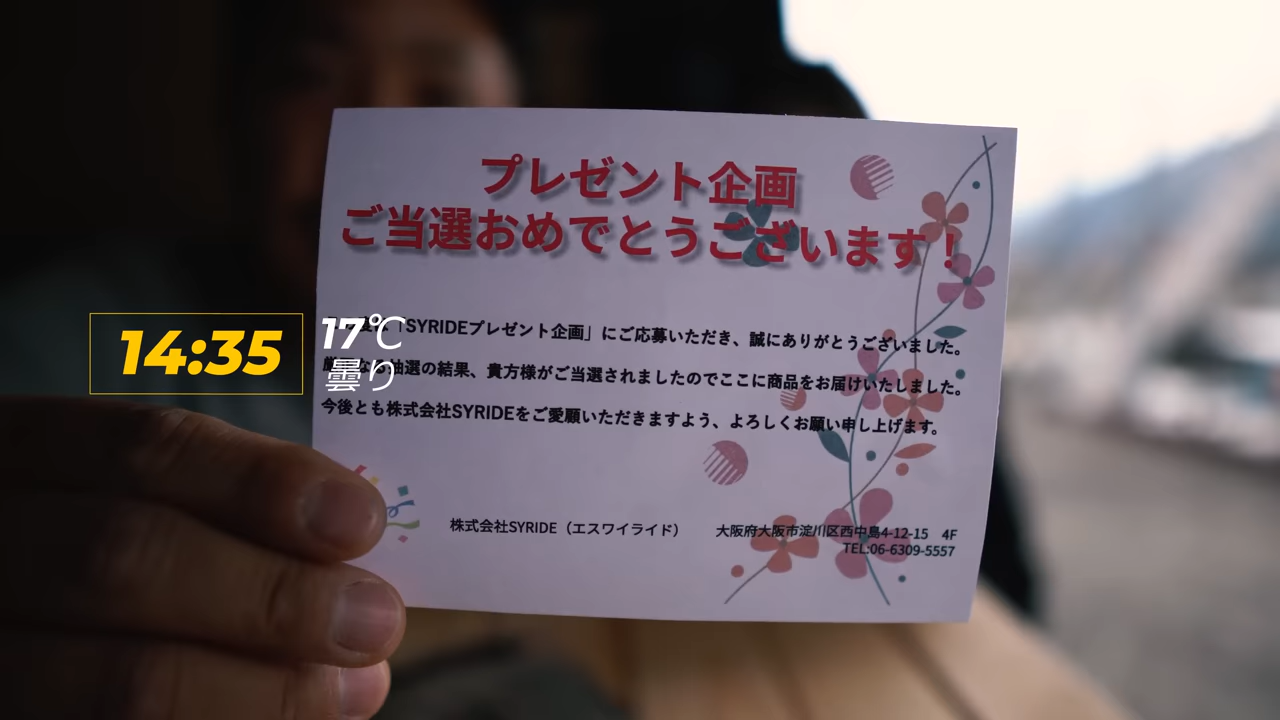 プレゼント企画
ご当選おめでとうございます！
14:35
17℃
曇り
「SYRIDEプレゼント企画」にご応募いただき、誠にありがとうございました。
抽選の結果、貴方様がご当選されましたのでここに商品をお届けいたしました。
今後とも株式会社SYRIDEをご愛願いただきますよう、よろしくお願い申し上げます。
株式会社SYRIDE（エスワイライド） 大阪府大阪市淀川区西中島4-12-15 4F
TEL:06-6309-5557